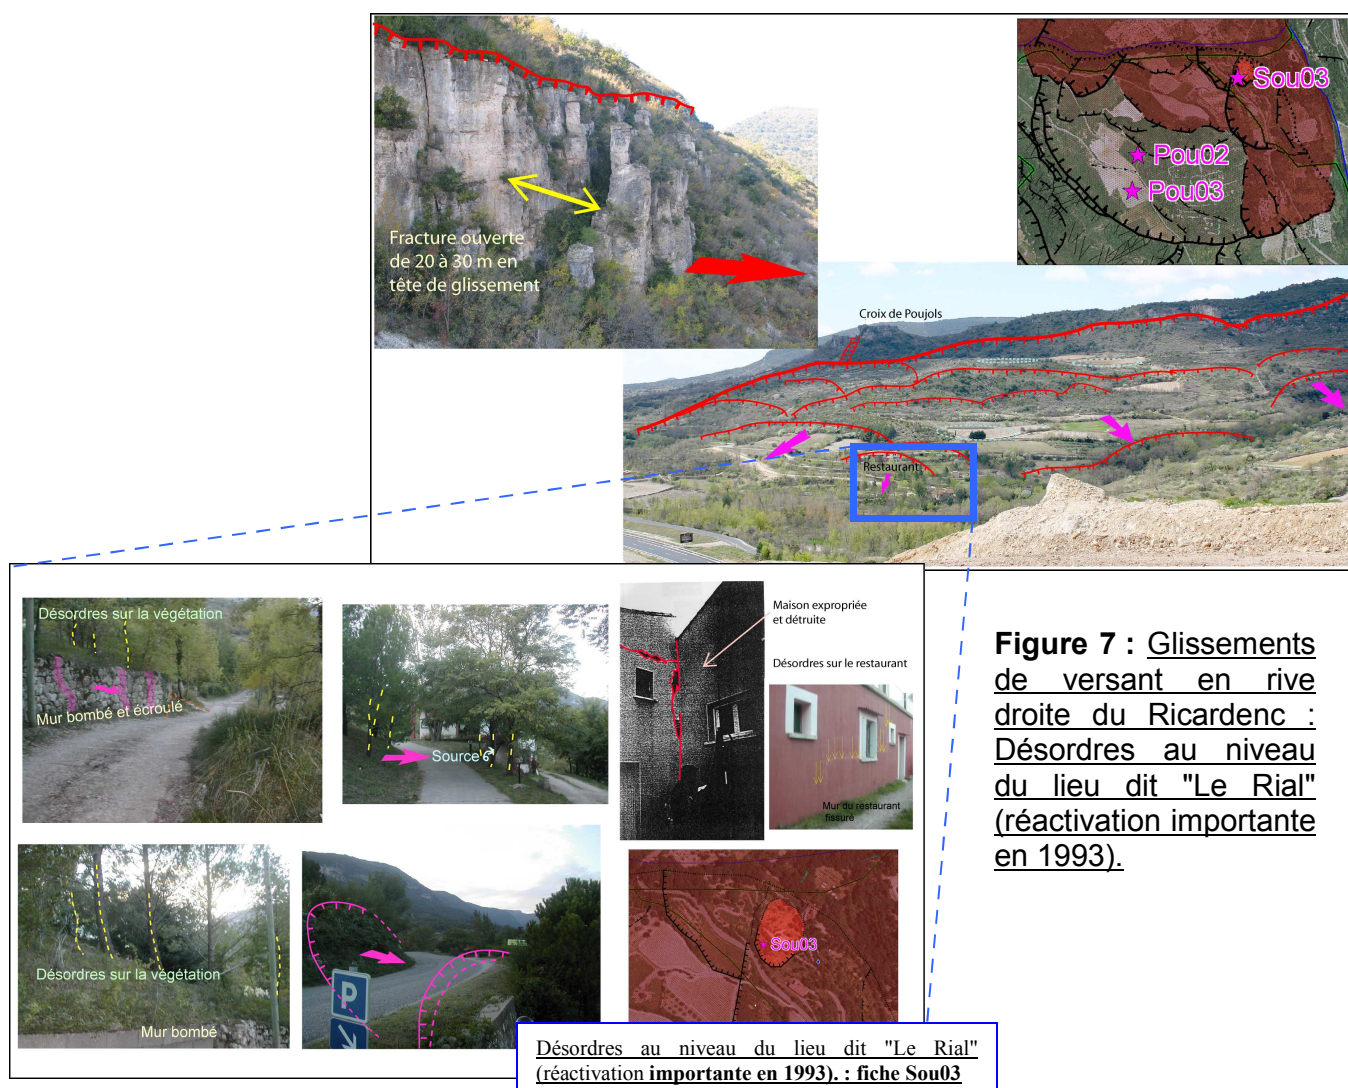 Sou03
Pou02
Pou03
Fracture ouverte
de 20 à 30 m en
tête de glissement
Croix de Poujols
Restaurant
Désordres sur la végétation
Mur bombé et écroulé
Source
Maison expropriée
et détruite
Désordres sur le restaurant
Mur du restaurant
fissuré
Désordres sur la végétation
Mur bombé
P
Sou03
Figure 7 : Glissements
de versant en rive
droite du Ricardenc :
Désordres au niveau
du lieu dit "Le Rial"
(réactivation importante
en 1993).
Désordres au niveau du lieu dit "Le Rial"
(réactivation importante en 1993). : fiche Sou03